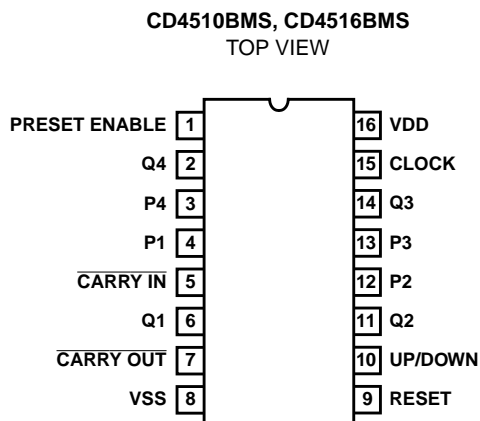 CD4510BMS, CD4516BMS
TOP VIEW
PRESET ENABLE 1 16 VDD
Q4 2 15 CLOCK
P4 3 14 Q3
P1 4 13 P3
CARRY IN 5 12 P2
Q1 6 11 Q2
CARRY OUT 7 10 UP/DOWN
VSS 8 9 RESET